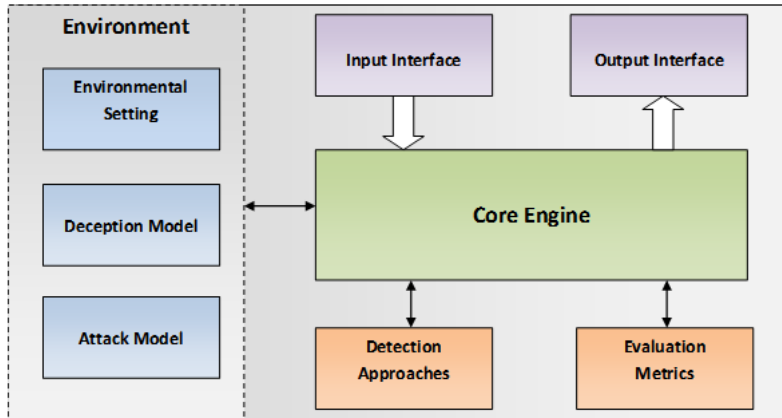 Environment
Environmental
Setting
Deception Model
Attack Model
Input Interface
Output Interface
Core Engine
Detection
Approaches
Evaluation
Metrics